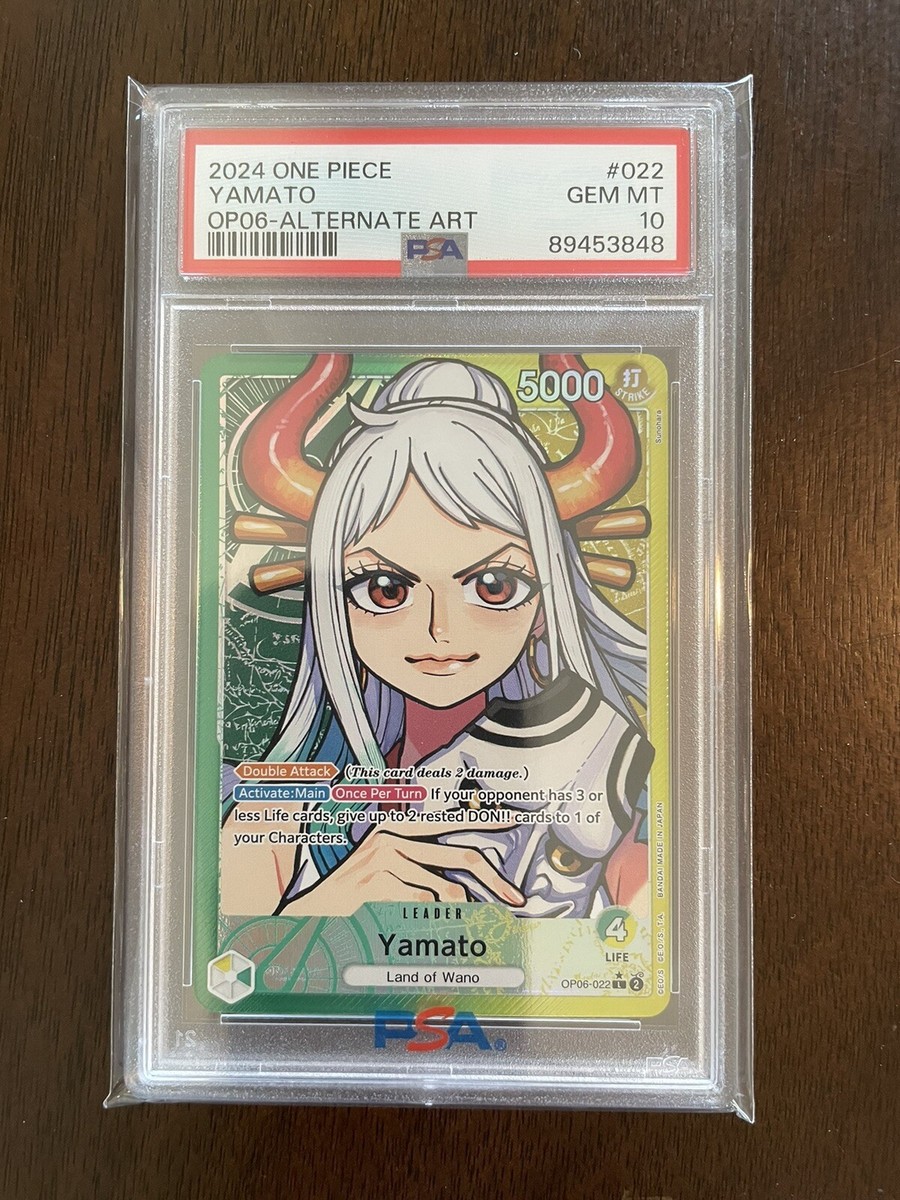 2024 ONE PIECE #022
YAMATO GEM MT
OP06-ALTERNATE ART 10
PSA 89453848
5000 打
STRIKE
Sunohara
Double Attack (This card deals 2 damage.)
Activate:Main Once Per Turn If your opponent has 3 or
less Life cards, give up to 2 rested DON!! cards to 1 of
your Characters.
LEADER
Yamato
Land of Wano
4
LIFE
OP06-022 L 2
©E.O./S. ©E.O./S.,T.A. BANDAI MADE IN JAPAN
PSA®